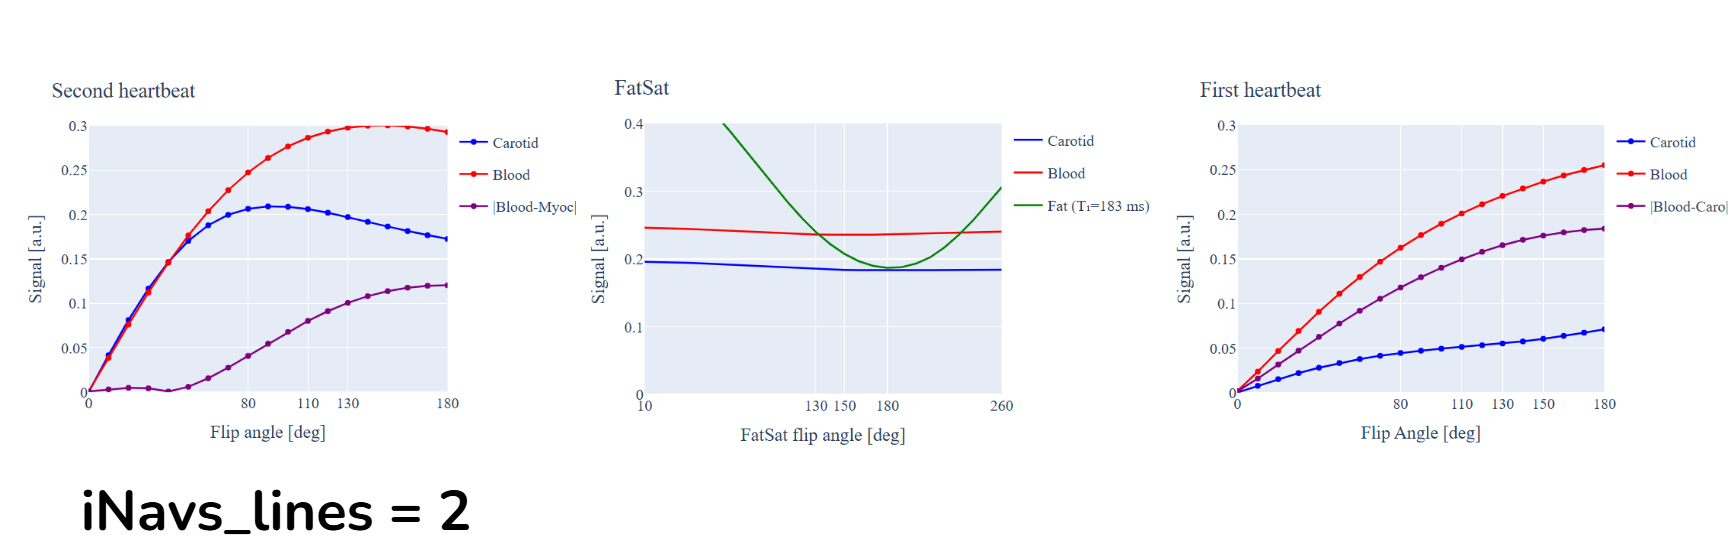 Second heartbeat
0.3
0.25
0.2
0.15
0.1
0.05
0
Signal [a.u.]
0 80 110 130 180
Flip angle [deg]
Carotid
Blood
|Blood-Myoc|
FatSat
0.4
0.3
0.2
0.1
0
Signal [a.u.]
10 130 150 180 260
FatSat flip angle [deg]
Carotid
Blood
Fat (T₁=183 ms)
First heartbeat
0.3
0.25
0.2
0.15
0.1
0.05
0
Signal [a.u.]
0 80 110 130 150 180
Flip Angle [deg]
Carotid
Blood
|Blood-Caro|
iNavs_lines = 2